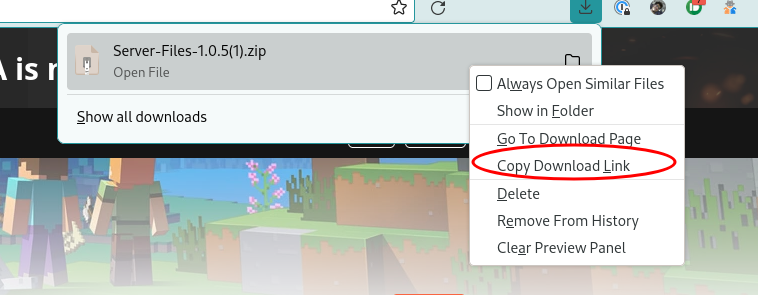 Server-Files-1.0.5(1).zip
Open File
A is
Always Open Similar Files
Show in Folder
Show all downloads
Go To Download Page
Copy Download Link
Delete
Remove From History
Clear Preview Panel